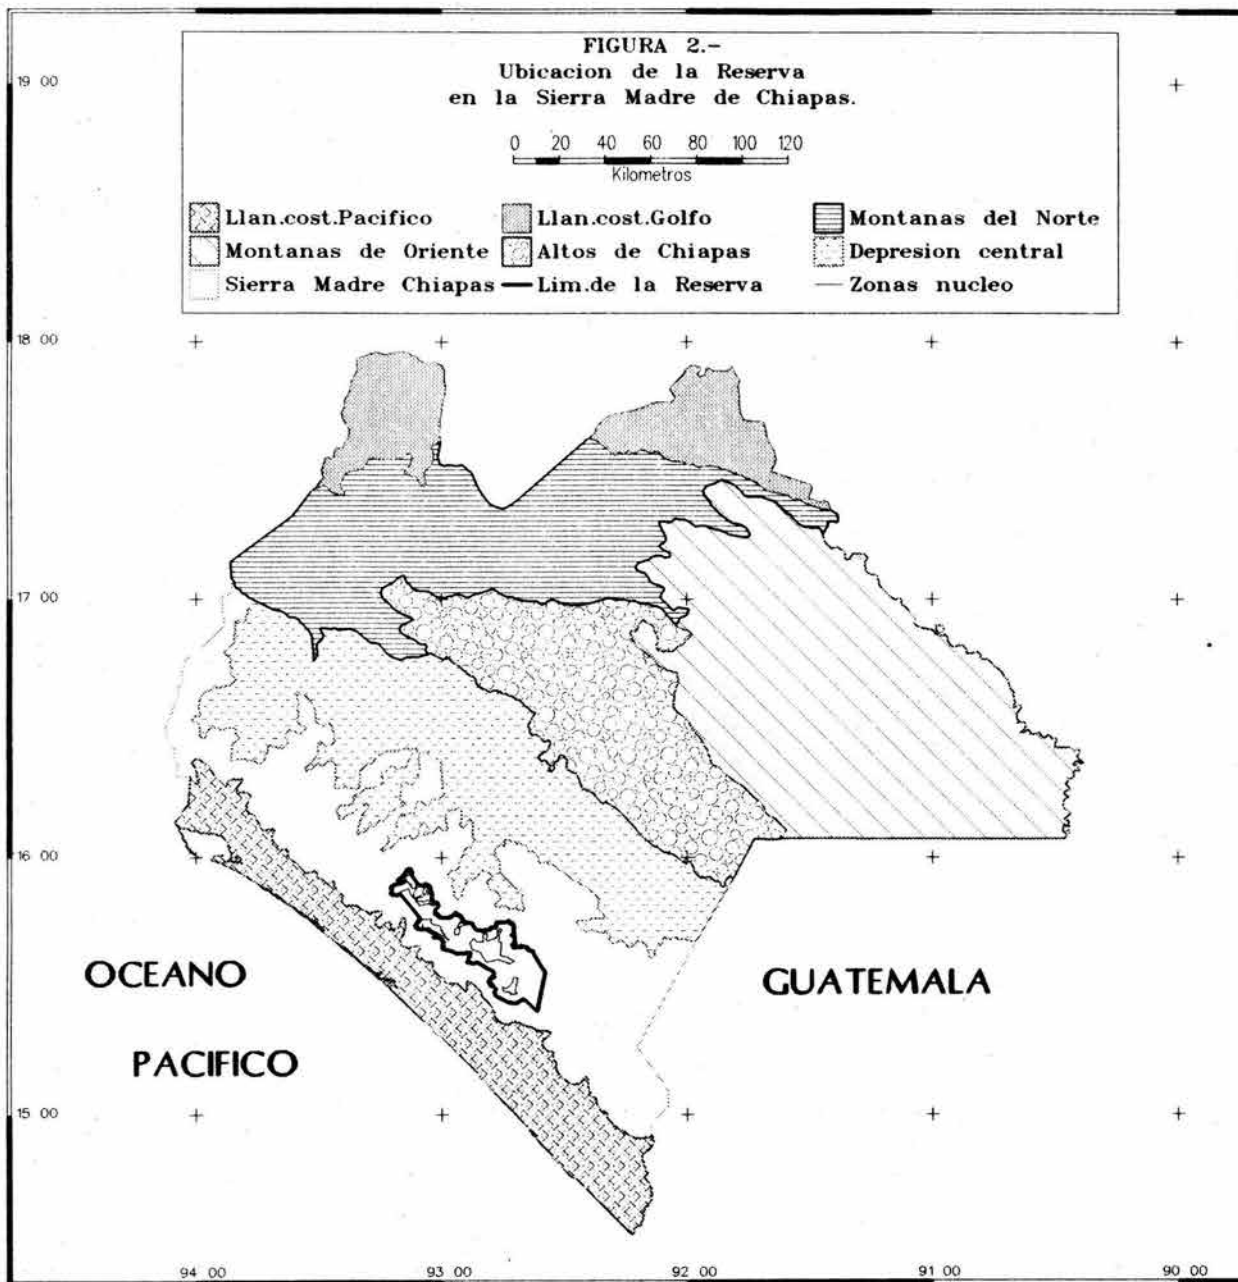 FIGURA 2.-
Ubicacion de la Reserva
en la Sierra Madre de Chiapas.
0 20 40 60 80 100 120
Kilometros
Llan.cost.Pacifico Llan.cost.Golfo Montanas del Norte
Montanas de Oriente Altos de Chiapas Depresion central
Sierra Madre Chiapas Lim.de la Reserva Zonas nucleo
19 00
18 00
17 00
16 00
OCEANO
PACIFICO
GUATEMALA
15 00
94 00 93 00 92 00 91 00 90 00